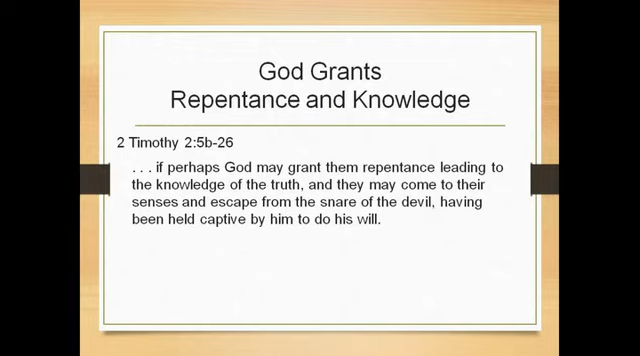 God Grants
Repentance and Knowledge
2 Timothy 2:5b-26
. . . if perhaps God may grant them repentance leading to
the knowledge of the truth, and they may come to their
senses and escape from the snare of the devil, having
been held captive by him to do his will.